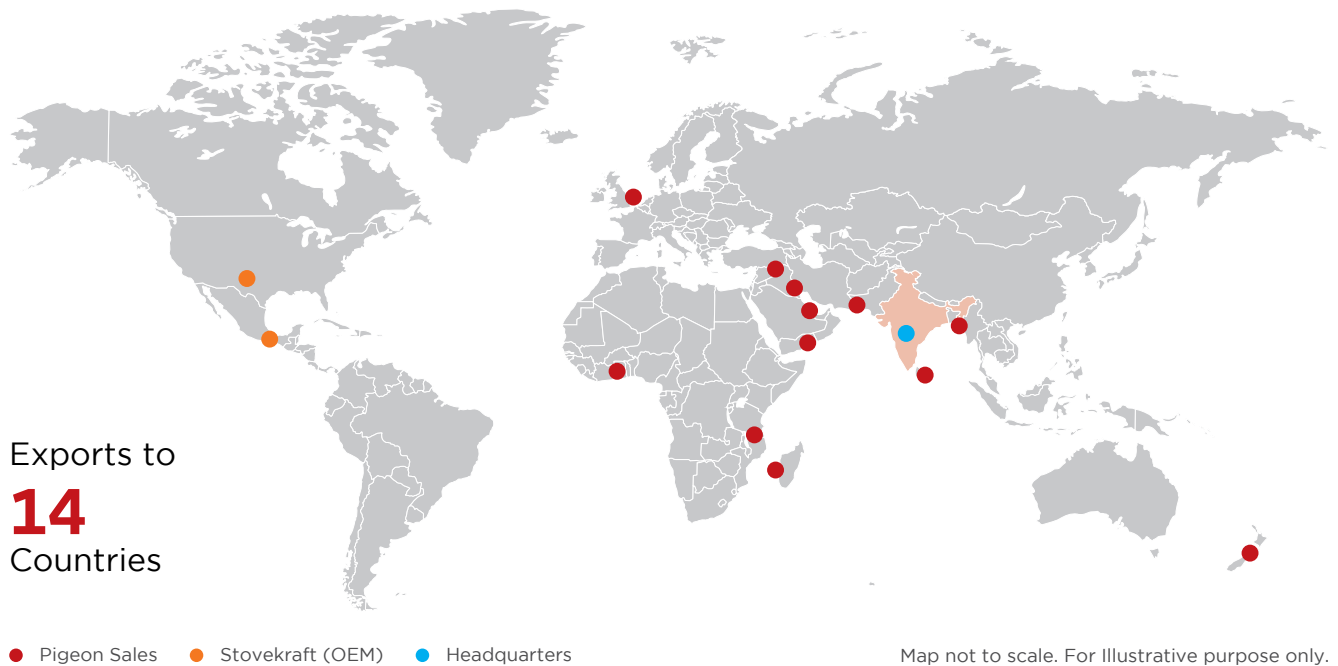 Exports to
14
Countries
Pigeon Sales Stovekraft (OEM) Headquarters
Map not to scale. For Illustrative purpose only.